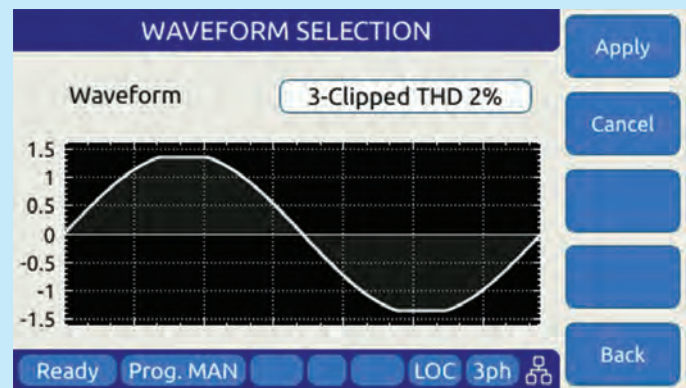 WAVEFORM SELECTION
Waveform
3-Clipped THD 2%
1.5
1
0.5
0
-0.5
-1
-1.5
Ready
Prog. MAN
LOC
3ph
Apply
Cancel
Back